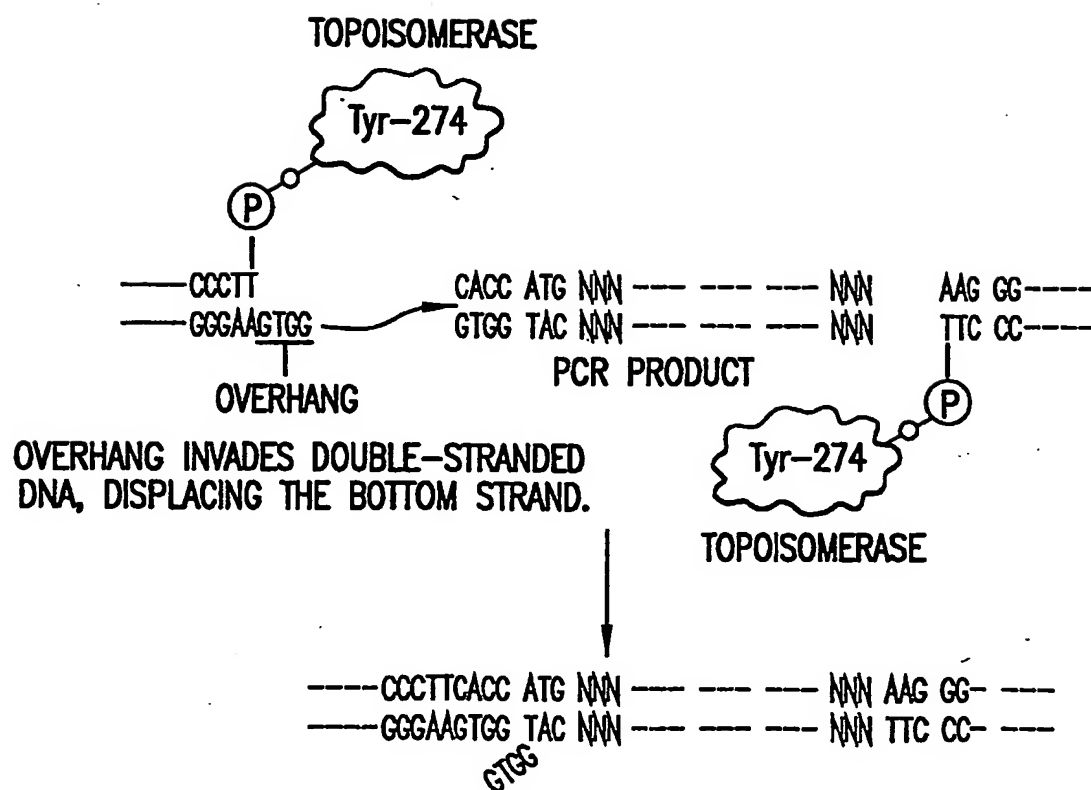 TOPOISOMERASE
Tyr-274
P
CCCTT
GGGAAGTGG
OVERHANG
CACC ATG NNN --- --- --- NNN AAG GG
GTGG TAC NNN --- --- --- NNN TTC CC
PCR PRODUCT
P
Tyr-274
TOPOISOMERASE
OVERHANG INVADES DOUBLE-STRANDED
DNA, DISPLACING THE BOTTOM STRAND.
----CCCTTCACC ATG NNN --- --- --- NNN AAG GG- ---
----GGGAAGTGG TAC NNN --- --- --- NNN TTC CC- ---
GTGG